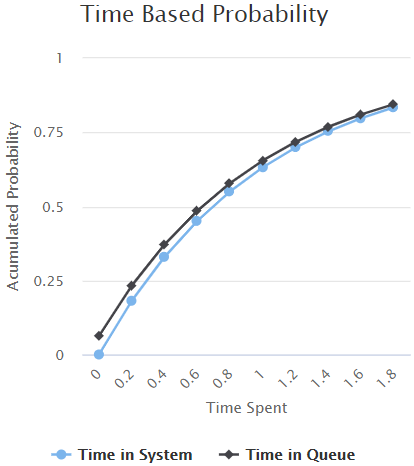 Time Based Probability
Acumulated Probability
1
0.75
0.5
0.25
0
0 0.2 0.4 0.6 0.8 1 1.2 1.4 1.6 1.8
Time Spent
Time in System Time in Queue